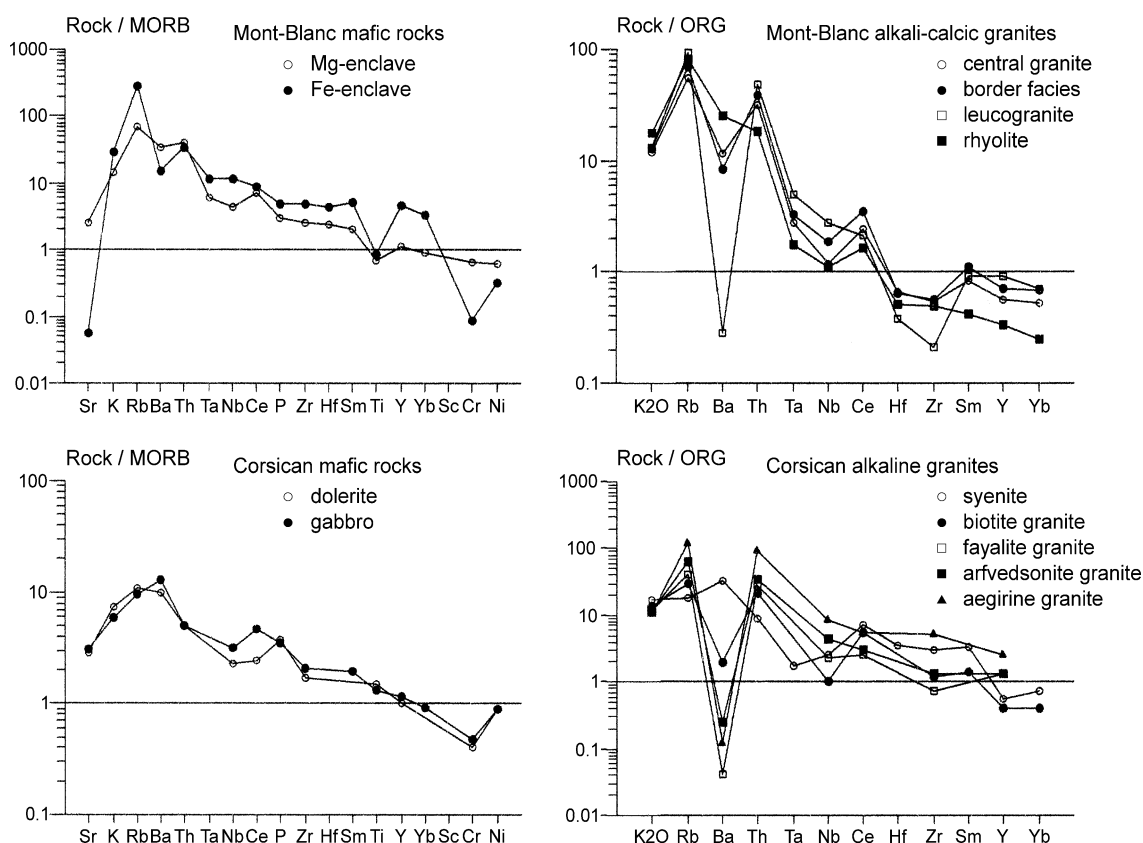 Rock / MORB
Mont-Blanc mafic rocks
Mg-enclave
Fe-enclave
1000
100
10
1
0.1
0.01
Sr K Rb Ba Th Ta Nb Ce P Zr Hf Sm Ti Y Yb Sc Cr Ni
Rock / ORG
Mont-Blanc alkali-calcic granites
central granite
border facies
leucogranite
rhyolite
100
10
1
0.1
K2O Rb Ba Th Ta Nb Ce Hf Zr Sm Y Yb
Rock / MORB
Corsican mafic rocks
dolerite
gabbro
100
10
1
0.1
Sr K Rb Ba Th Ta Nb Ce P Zr Hf Sm Ti Y Yb Sc Cr Ni
Rock / ORG
Corsican alkaline granites
syenite
biotite granite
fayalite granite
arfvedsonite granite
aegirine granite
1000
100
10
1
0.1
0.01
K2O Rb Ba Th Ta Nb Ce Hf Zr Sm Y Yb